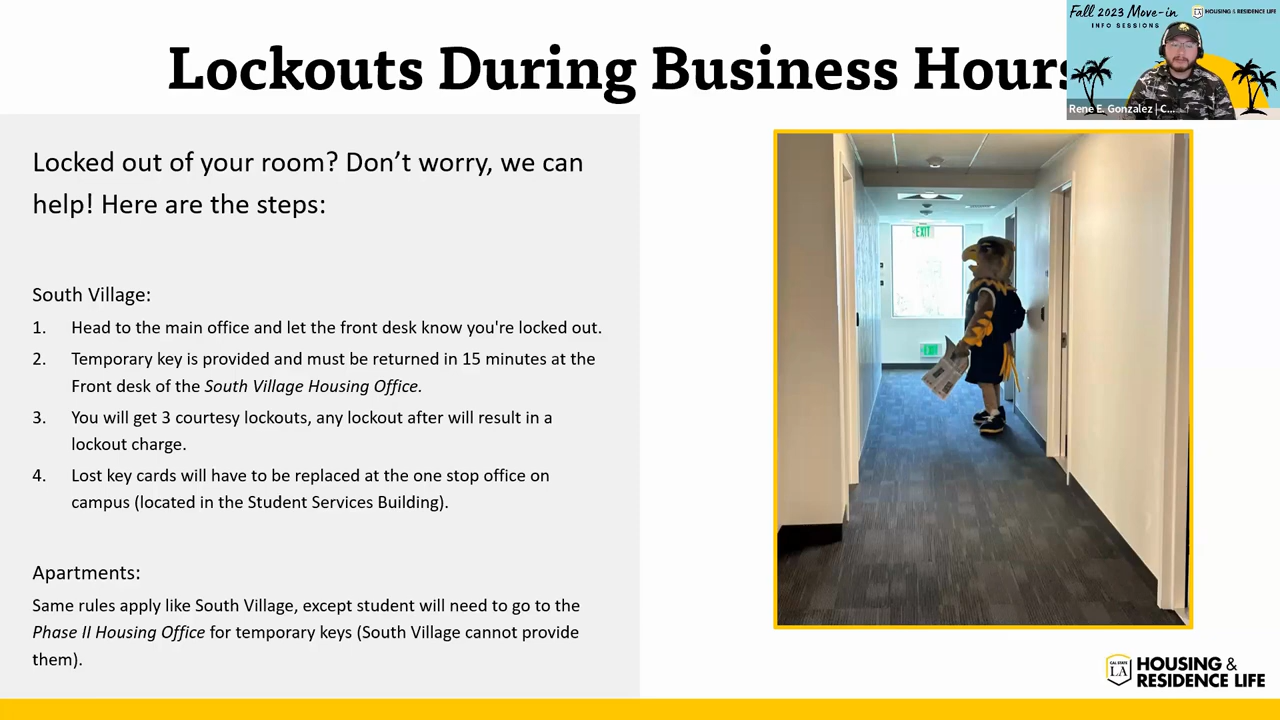 Lockouts During Business Hours
Fall 2023 Move-in
INFO SESSIONS
CAL STATE
LA
HOUSING & RESIDENCE LIFE
Rene E. Gonzalez | C...
Locked out of your room? Don’t worry, we can
help! Here are the steps:
South Village:
1. Head to the main office and let the front desk know you're locked out.
2. Temporary key is provided and must be returned in 15 minutes at the
Front desk of the South Village Housing Office.
3. You will get 3 courtesy lockouts, any lockout after will result in a
lockout charge.
4. Lost key cards will have to be replaced at the one stop office on
campus (located in the Student Services Building).
Apartments:
Same rules apply like South Village, except student will need to go to the
Phase II Housing Office for temporary keys (South Village cannot provide
them).
EXIT
CAL STATE
LA
HOUSING &
RESIDENCE LIFE